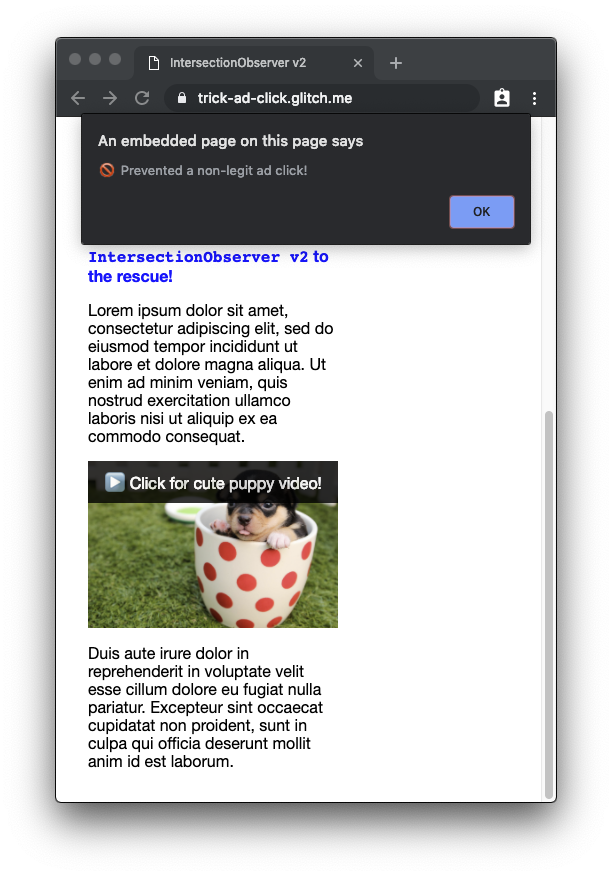 IntersectionObserver v2
trick-ad-click.glitch.me
An embedded page on this page says
🚫 Prevented a non-legit ad click!
OK
IntersectionObserver v2 to
the rescue!
Lorem ipsum dolor sit amet,
consectetur adipiscing elit, sed do
eiusmod tempor incididunt ut
labore et dolore magna aliqua. Ut
enim ad minim veniam, quis
nostrud exercitation ullamco
laboris nisi ut aliquip ex ea
commodo consequat.
▶️ Click for cute puppy video!
Duis aute irure dolor in
reprehenderit in voluptate velit
esse cillum dolore eu fugiat nulla
pariatur. Excepteur sint occaecat
cupidatat non proident, sunt in
culpa qui officia deserunt mollit
anim id est laborum.